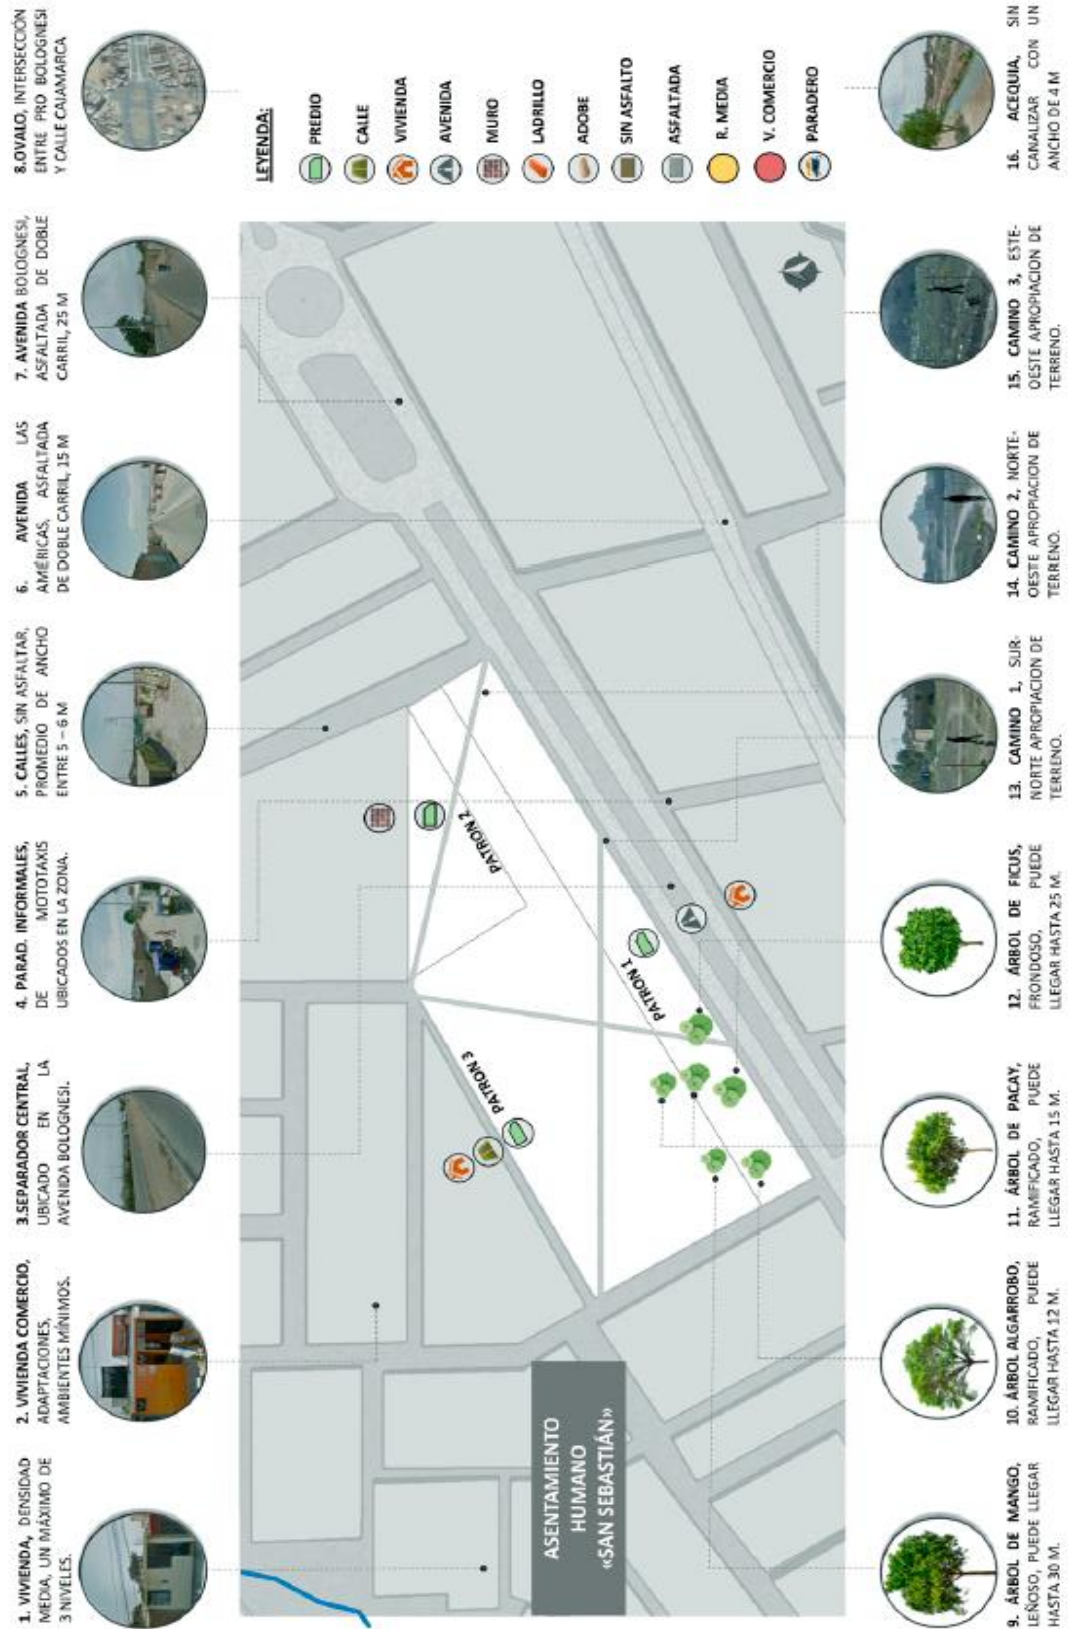 1. VIVIENDA, DENSIDAD
MEDIA, UN MÁXIMO DE
3 NIVELES.
2. VIVIENDA COMERCIO,
ADAPTACIONES,
AMBIENTES MÍNIMOS.
3.SEPARADOR CENTRAL,
UBICADO EN LA
AVENIDA BOLOGNESI.
4. PARAD. INFORMALES,
DE MOTOTAXIS
UBICADOS EN LA ZONA.
5. CALLES, SIN ASFALTAR,
PROMEDIO DE ANCHO
ENTRE 5 – 6 M
6. AVENIDA LAS
AMÉRICAS, ASFALTADA
DE DOBLE CARRIL, 15 M
7. AVENIDA BOLOGNESI,
ASFALTADA DE DOBLE
CARRIL, 25 M
8.OVALO, INTERSECCIÓN
ENTRE PRO BOLOGNESI
Y CALLE CAJAMARCA
LEYENDA:
PREDIO
CALLE
VIVIENDA
AVENIDA
MURO
LADRILLO
ADOBE
SIN ASFALTO
ASFALTADA
R. MEDIA
V. COMERCIO
PARADERO
PATRON 3
PATRON 2
PATRON 1
ASENTAMIENTO
HUMANO
«SAN SEBASTIÁN»
9. ÁRBOL DE MANGO,
LEÑOSO, PUEDE LLEGAR
HASTA 30 M.
10. ÁRBOL ALGARROBO,
RAMIFICADO, PUEDE
LLEGAR HASTA 12 M.
11. ÁRBOL DE PACAY,
RAMIFICADO, PUEDE
LLEGAR HASTA 15 M.
12. ÁRBOL DE FICUS,
FRONDOSO, PUEDE
LLEGAR HASTA 25 M.
13. CAMINO 1, SUR-
NORTE APROPIACION DE
TERRENO.
14. CAMINO 2, NORTE-
OESTE APROPIACION DE
TERRENO.
15. CAMINO 3, ESTE-
OESTE APROPIACION DE
TERRENO.
16. ACEQUIA, SIN
CANALIZAR CON UN
ANCHO DE 4 M